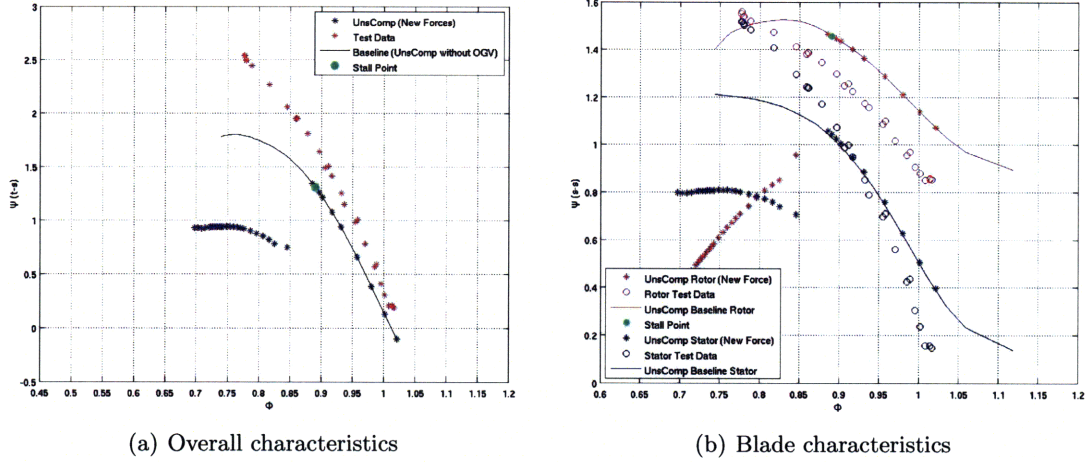 UnsComp (New Forces)
Test Data
Baseline (UnsComp without OGV)
Stall Point
3
2.5
2
1.5
1
0.5
0
-0.5
Ψ (t-s)
0.45 0.5 0.55 0.6 0.65 0.7 0.75 0.8 0.85 0.9 0.95 1 1.05 1.1 1.15 1.2
Φ
(a) Overall characteristics
1.6
1.4
1.2
1
0.8
0.6
0.4
0.2
0
Ψ (s-s)
UnsComp Rotor (New Force)
Rotor Test Data
UnsComp Baseline Rotor
Stall Point
UnsComp Stator (New Force)
Stator Test Data
UnsComp Baseline Stator
0.6 0.65 0.7 0.75 0.8 0.85 0.9 0.95 1 1.05 1.1 1.15 1.2
Φ
(b) Blade characteristics